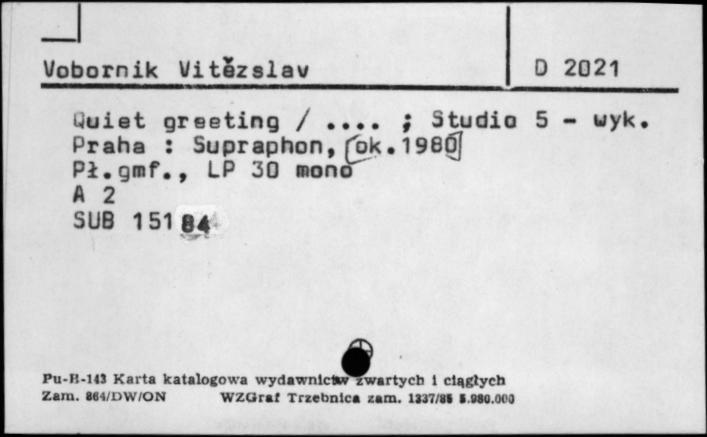 Vobornik Vitězslav D 2021
Quiet greeting / .... ; Studio 5 - wyk.
Praha : Supraphon, [ok.1980]
Pł.gmf., LP 30 mono
A 2
SUB 15184
Pu-B-143 Karta katalogowa wydawnictw zwartych i ciągłych
Zam. 864/DW/ON WZGraf Trzebnica zam. 1337/85 5.980.000